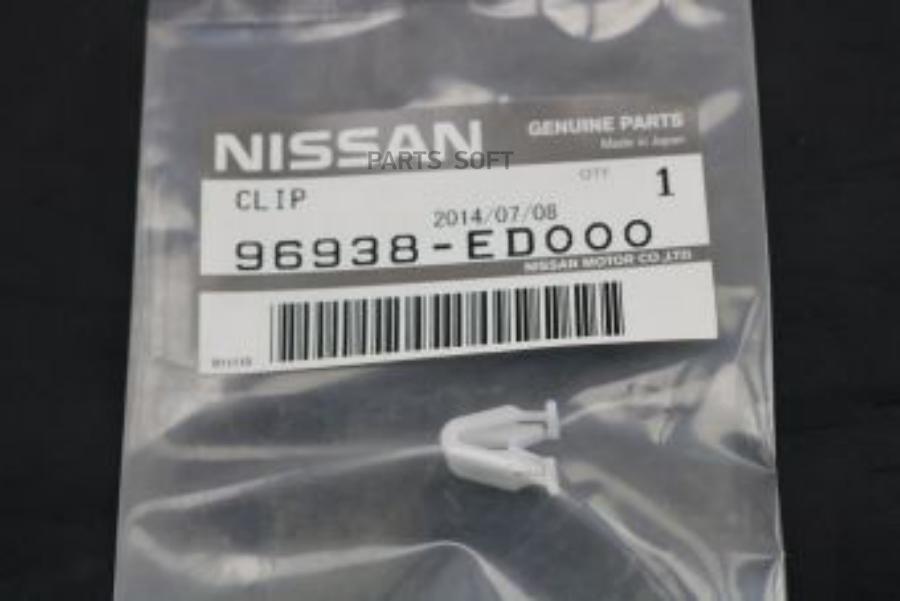 NISSAN
GENUINE PARTS
Made in Japan
PARTS SOFT
CLIP
QTY
1
2014/07/08
96938-ED000
NISSAN MOTOR CO.,LTD